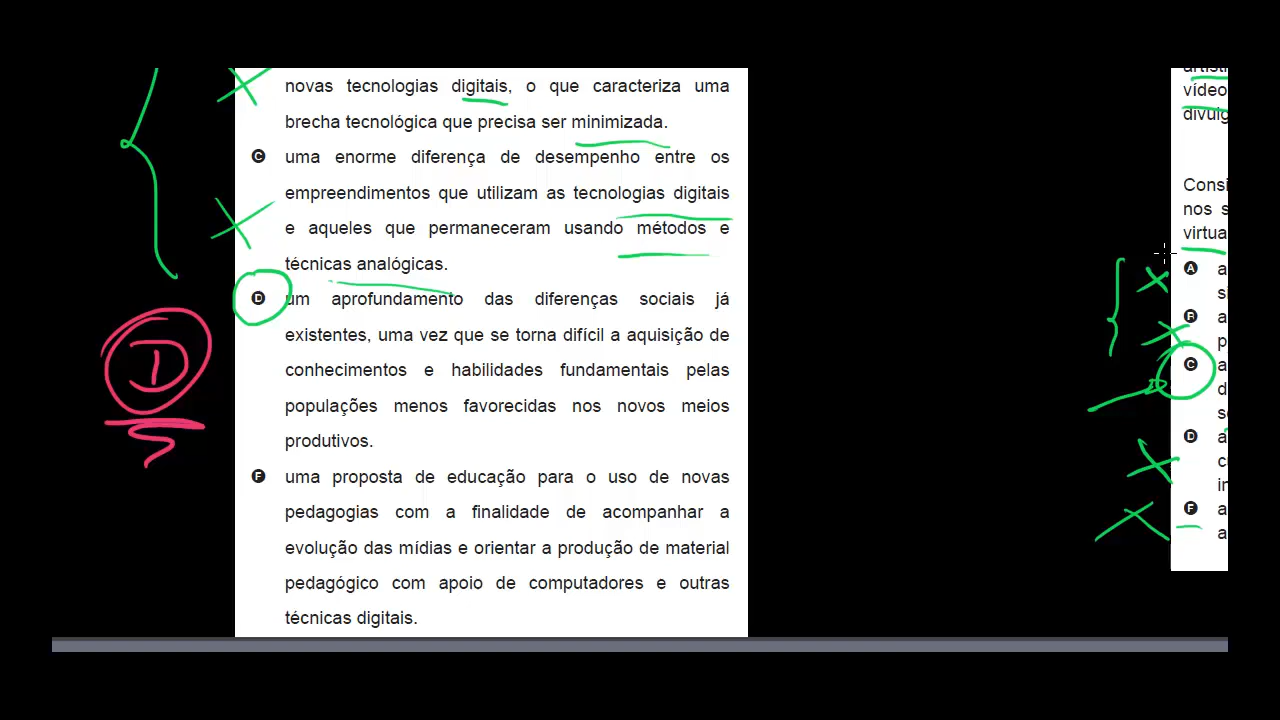 novas tecnologias digitais, o que caracteriza uma
brecha tecnológica que precisa ser minimizada.
C uma enorme diferença de desempenho entre os
empreendimentos que utilizam as tecnologias digitais
e aqueles que permaneceram usando métodos e
técnicas analógicas.
D um aprofundamento das diferenças sociais já
existentes, uma vez que se torna difícil a aquisição de
conhecimentos e habilidades fundamentais pelas
populações menos favorecidas nos novos meios
produtivos.
E uma proposta de educação para o uso de novas
pedagogias com a finalidade de acompanhar a
evolução das mídias e orientar a produção de material
pedagógico com apoio de computadores e outras
técnicas digitais.
D
vídeo
divulg
Consi
nos s
virtua
A a
si
B a
p
C a
d
s
D a
c
in
E a
a